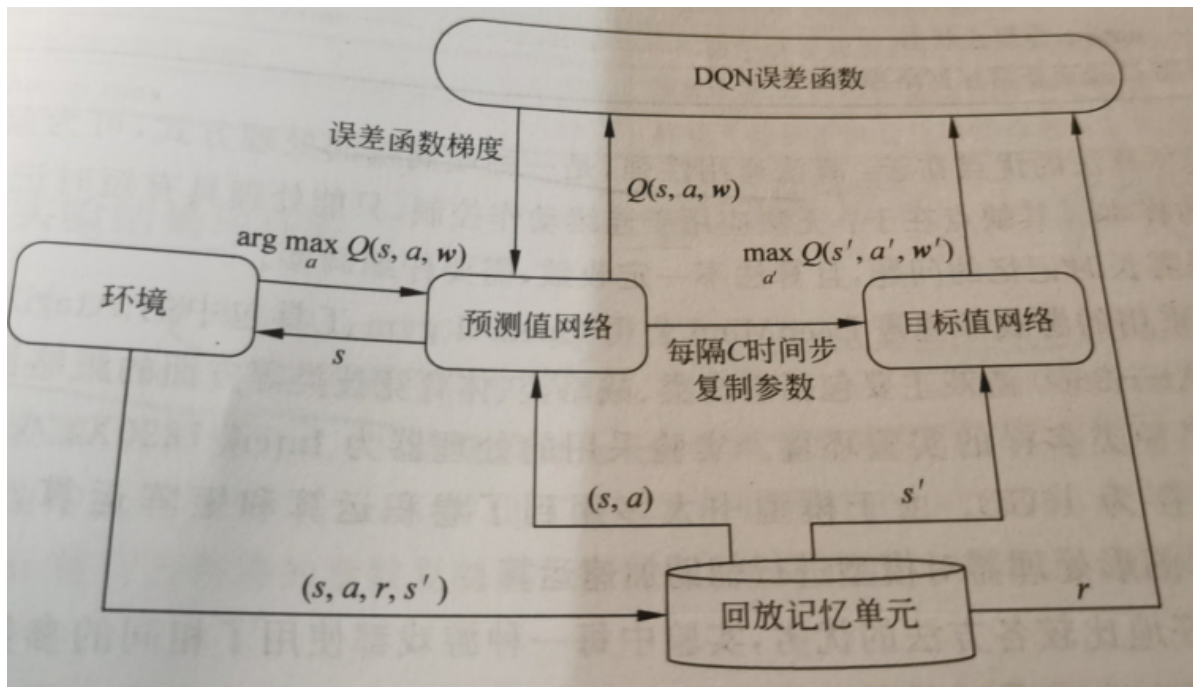 DQN误差函数
误差函数梯度
Q(s, a, w)
arg max Q(s, a, w)
a
max Q(s′, a′, w′)
a′
环境
预测值网络
目标值网络
s
每隔C时间步
复制参数
(s, a)
s′
(s, a, r, s′)
回放记忆单元
r